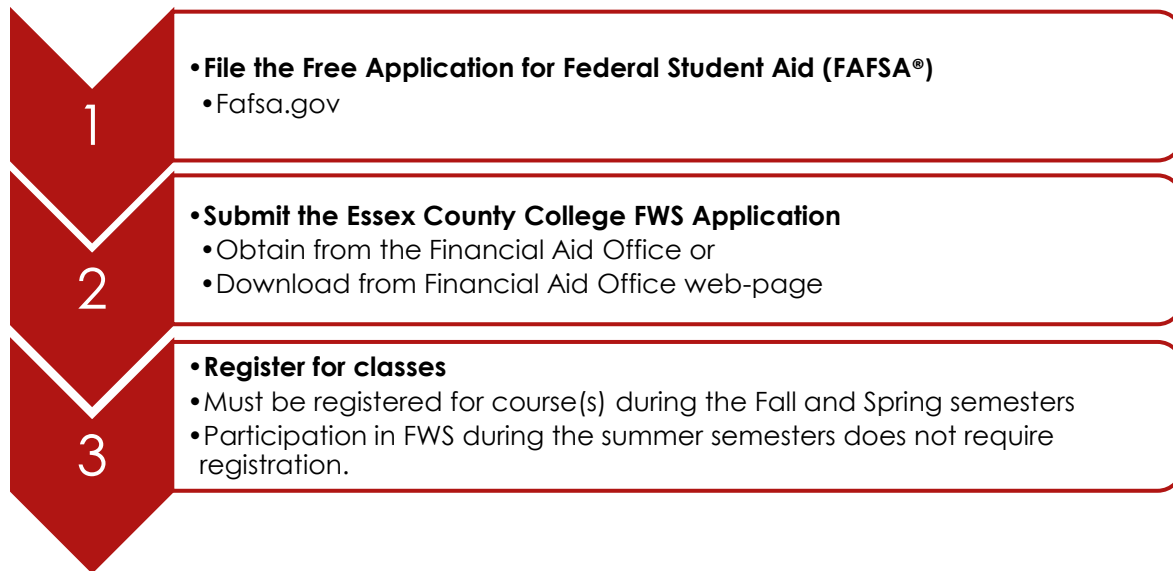 1
•File the Free Application for Federal Student Aid (FAFSA®)
•Fafsa.gov
2
•Submit the Essex County College FWS Application
•Obtain from the Financial Aid Office or
•Download from Financial Aid Office web-page
3
•Register for classes
•Must be registered for course(s) during the Fall and Spring semesters
•Participation in FWS during the summer semesters does not require
registration.